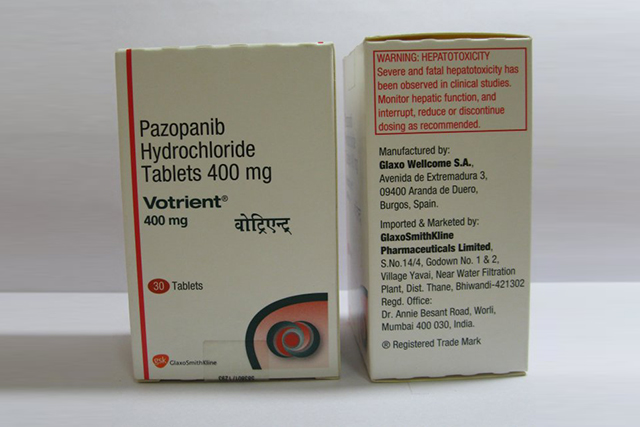 Pazopanib
Hydrochloride
Tablets 400 mg
Votrient®
400 mg
वोट्रिएन्ट्
30 Tablets
gsk GlaxoSmithKline
WARNING: HEPATOTOXICITY
Severe and fatal hepatotoxicity has
been observed in clinical studies.
Monitor hepatic function, and
interrupt, reduce or discontinue
dosing as recommended.
Manufactured by:
Glaxo Wellcome S.A.,
Avenida de Extremadura 3,
09400 Aranda de Duero,
Burgos, Spain.
Imported & Marketed by:
GlaxoSmithKline
Pharmaceuticals Limited,
S.No.14/4, Godown No. 1 & 2,
Village Yavai, Near Water Filtration
Plant, Dist. Thane, Bhiwandi-421302
Regd. Office:
Dr. Annie Besant Road, Worli,
Mumbai 400 030, India.
® Registered Trade Mark